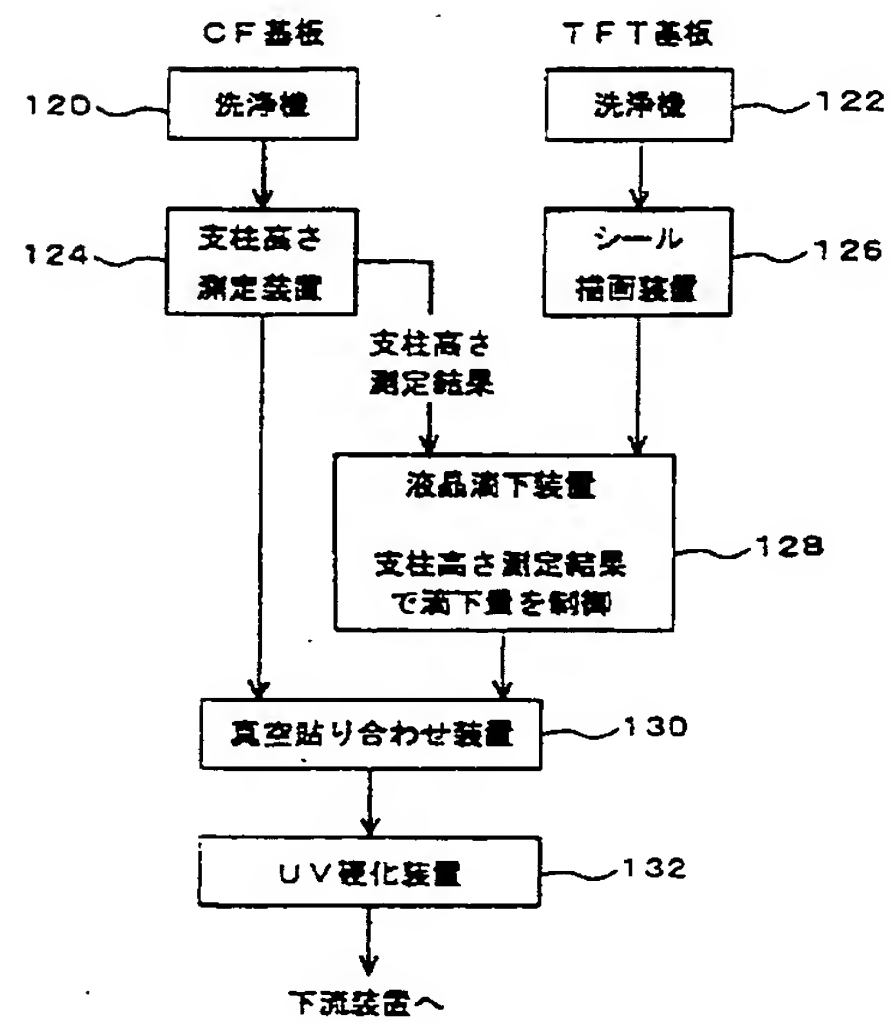 CF基板
TFT基板
120
洗浄機
洗浄機
122
124
支柱高さ
測定装置
シール
描画装置
126
支柱高さ
測定結果
液晶滴下装置
支柱高さ測定結果
で滴下量を制御
128
真空貼り合わせ装置
130
UV硬化装置
132
下流装置へ